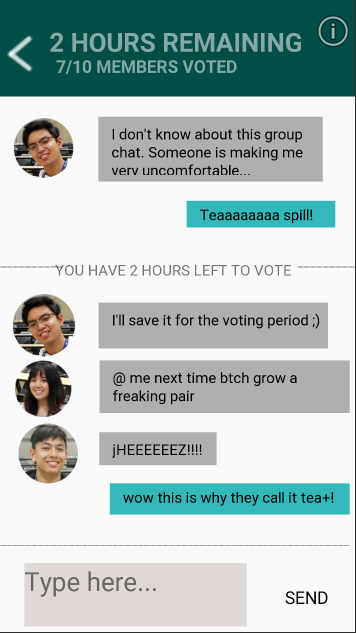 2 HOURS REMAINING
7/10 MEMBERS VOTED
I don't know about this group
chat. Someone is making me
very uncomfortable...
Teaaaaaaaa spill!
YOU HAVE 2 HOURS LEFT TO VOTE
I'll save it for the voting period ;)
@ me next time btch grow a
freaking pair
jHEEEEEEZ!!!!
wow this is why they call it tea+!
Type here...
SEND